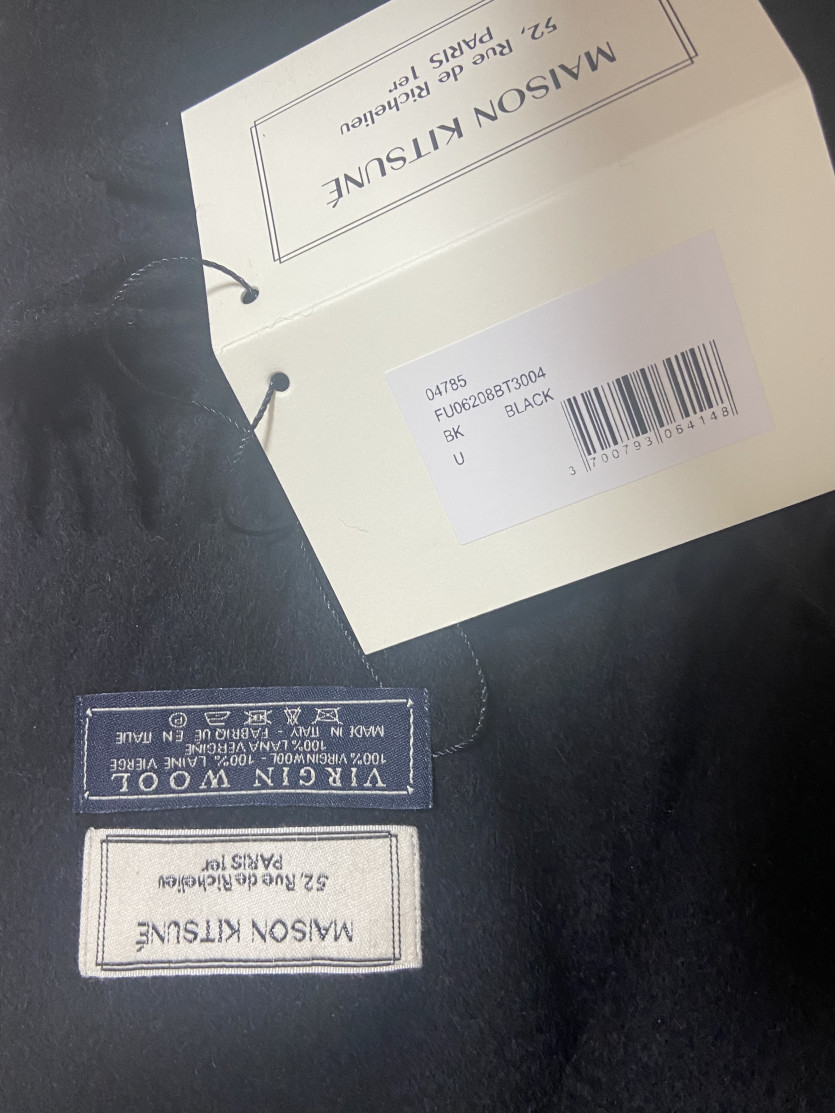 MAISON KITSUNÉ
52, Rue de Richelieu
PARIS 1er
04785
FU06208BT3004
BK BLACK
U
3 700793 064148
VIRGIN WOOL
100% VIRGIN WOOL - 100% LAINE VIERGE
100% LANA VERGINE
MADE IN ITALY - FABRIQUE EN ITALIE
P
MAISON KITSUNÉ
52, Rue de Richelieu
PARIS 1er